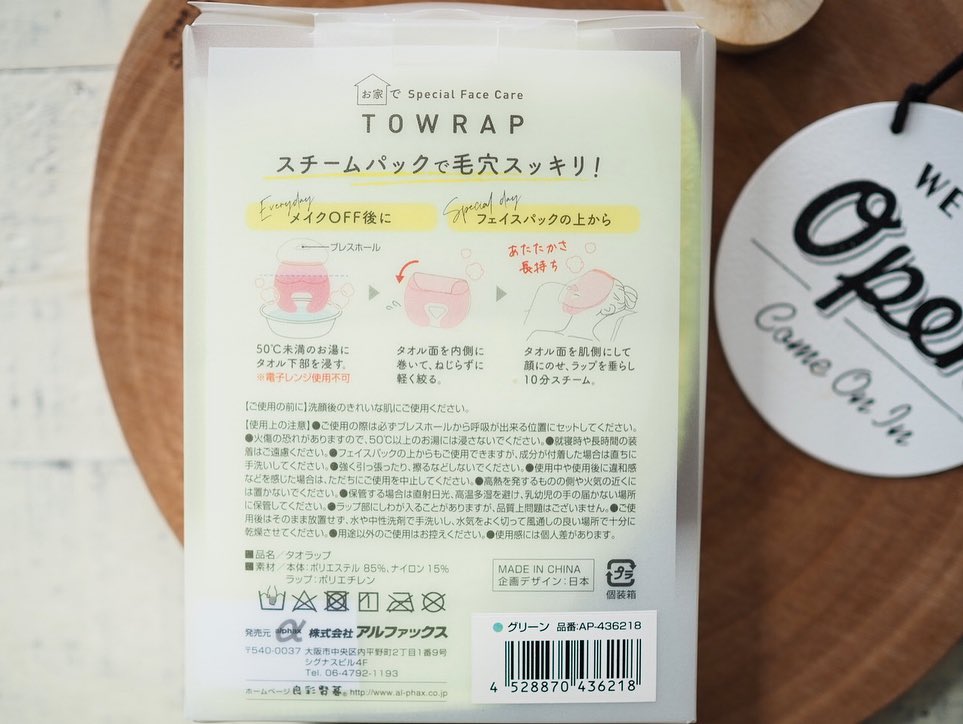 お家で Special Face Care
TOWRAP
スチームパックで毛穴スッキリ!
Everyday
メイクOFF後に
Special day
フェイスパックの上から
ブレスホール
あたたかさ
長持ち
50℃未満のお湯に
タオル下部を浸す。
※電子レンジ使用不可
タオル面を内側に
巻いて、ねじらずに
軽く絞る。
タオル面を肌側にして
顔にのせ、ラップを垂らし
10分スチーム。
【ご使用の前に】洗顔後のきれいな肌にご使用ください。
【使用上の注意】●ご使用の際は必ずブレスホールから呼吸が出来る位置にセットしてください。
●火傷の恐れがありますので、50℃以上のお湯には浸さないでください。●就寝時や長時間の装
着はご遠慮ください。●フェイスパックの上からもご使用できますが、成分が付着した場合は直ちに
手洗いしてください。●強く引っ張ったり、擦るなどしないでください。●使用中や使用後に違和感
などを感じた場合は、ただちにご使用を中止してください。●高熱を発するものの側や火気の近くに
は置かないでください。●保管する場合は直射日光、高温多湿を避け、乳幼児の手の届かない場所
に保管してください。●ラップ部にしわが入ることがありますが、品質上問題はございません。●ご使
用後はそのまま放置せず、水や中性洗剤で手洗いし、水気をよく切って風通しの良い場所で十分に
乾燥させてください。●用途以外のご使用はお控えください。●使用感には個人差があります。
■品名/タオラップ
■素材/本体:ポリエステル 85%、ナイロン 15%
ラップ:ポリエチレン
MADE IN CHINA
企画デザイン:日本
プラ
個装箱
発売元 alphax 株式会社 アルファックス
〒540-0037 大阪市中央区内平野町2丁目1番9号
シグナスビル4F
Tel. 06-4792-1193
ホームページ http://www.al-phax.co.jp
グリーン 品番:AP-436218
4 528870 436218
WE
Open
Come On In